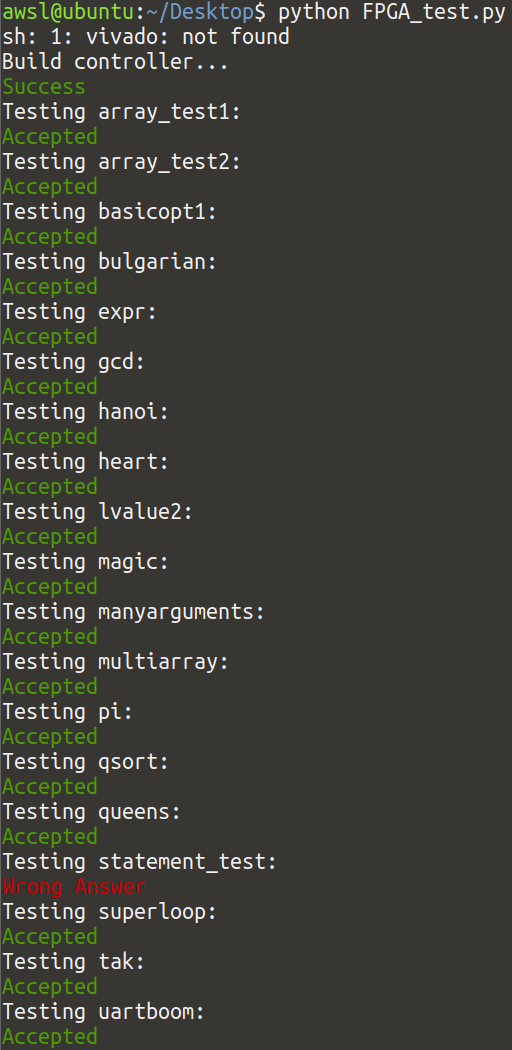 awsl@ubuntu:~/Desktop$ python FPGA_test.py
sh: 1: vivado: not found
Build controller...
Success
Testing array_test1:
Accepted
Testing array_test2:
Accepted
Testing basicopt1:
Accepted
Testing bulgarian:
Accepted
Testing expr:
Accepted
Testing gcd:
Accepted
Testing hanoi:
Accepted
Testing heart:
Accepted
Testing lvalue2:
Accepted
Testing magic:
Accepted
Testing manyarguments:
Accepted
Testing multiarray:
Accepted
Testing pi:
Accepted
Testing qsort:
Accepted
Testing queens:
Accepted
Testing statement_test:
Wrong Answer
Testing superloop:
Accepted
Testing tak:
Accepted
Testing uartboom:
Accepted